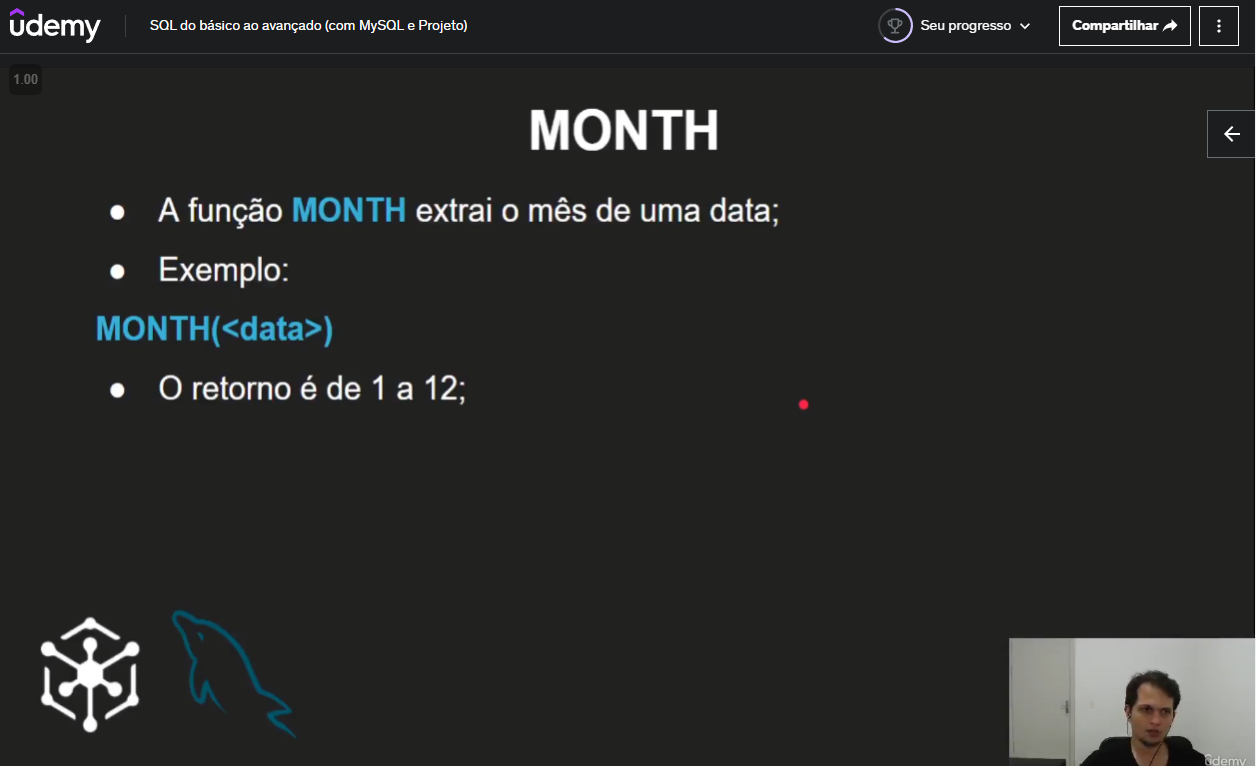 udemy
SQL do básico ao avançado (com MySQL e Projeto)
Seu progresso
Compartilhar
1.00
MONTH
● A função MONTH extrai o mês de uma data;
● Exemplo:
MONTH(<data>)
● O retorno é de 1 a 12;
udemy